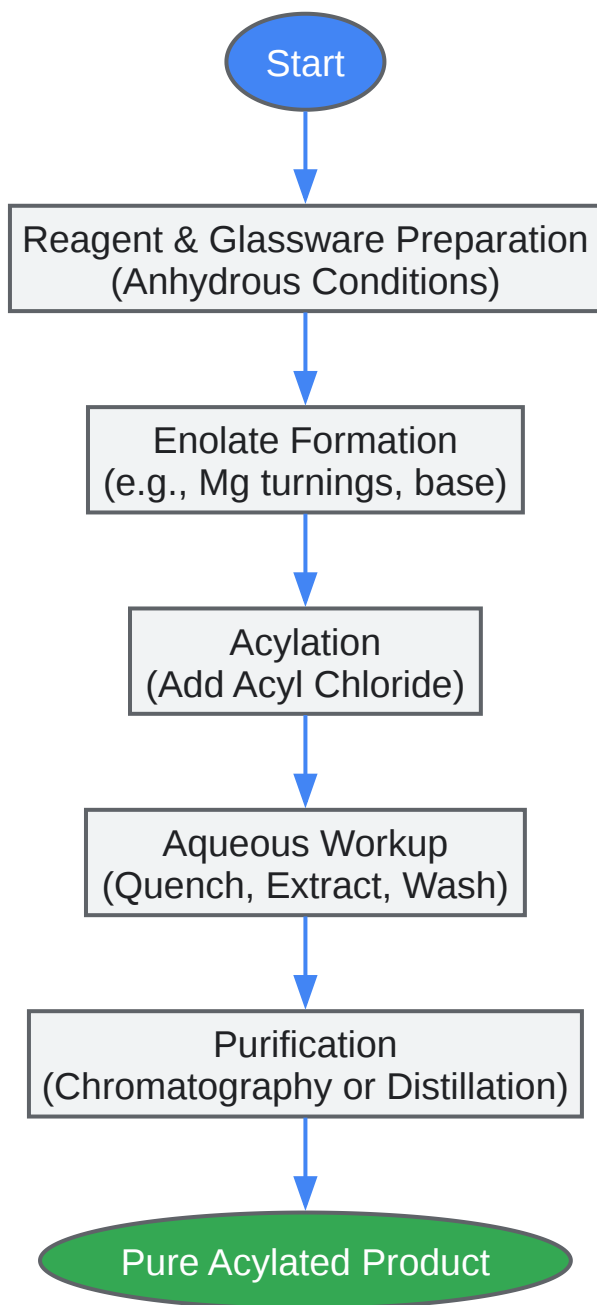 Start
Reagent & Glassware Preparation
(Anhydrous Conditions)
Enolate Formation
(e.g., Mg turnings, base)
Acylation
(Add Acyl Chloride)
Aqueous Workup
(Quench, Extract, Wash)
Purification
(Chromatography or Distillation)
Pure Acylated Product